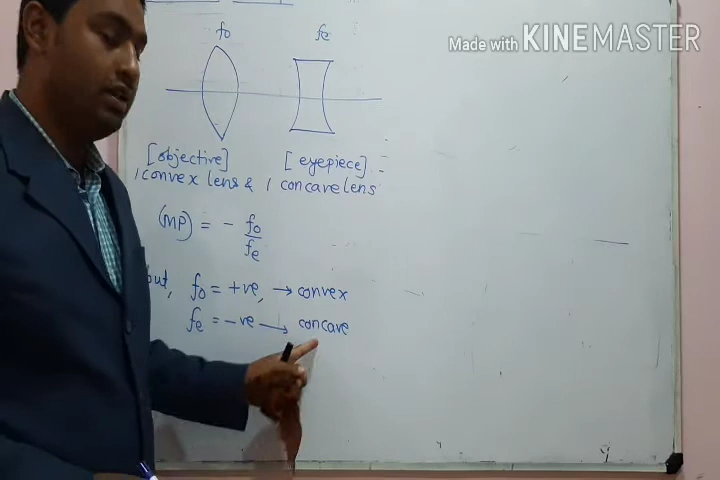 Made with KINEMASTER
fo fe
[objective] [eyepiece]
1 convex lens & 1 concave lens
(MP) = - fo/fe
but, fo = +ve, → convex
fe = -ve → concave